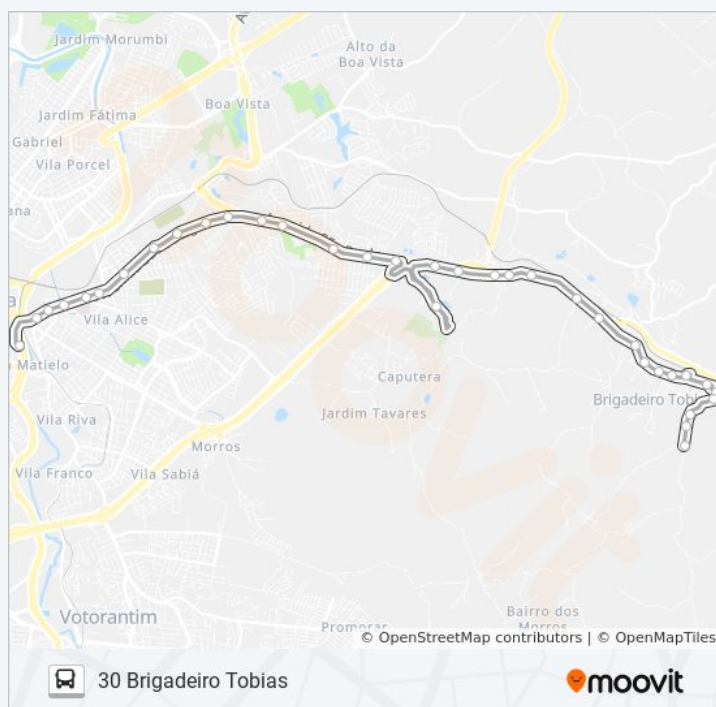 Jardim Morumbi
Alto da
Boa Vista
Boa Vista
Jardim Fátima
Gabriel
Vila Porcel
ana
a
Vila Alice
Matielo
Caputera
Brigadeiro Tobi
Vila Riva
Jardim Tavares
Morros
Vila Franco
Vila Sabiá
Votorantim
Promorar
Bairro dos
Morros
© OpenStreetMap contributors | © OpenMapTiles
30 Brigadeiro Tobias
moovit